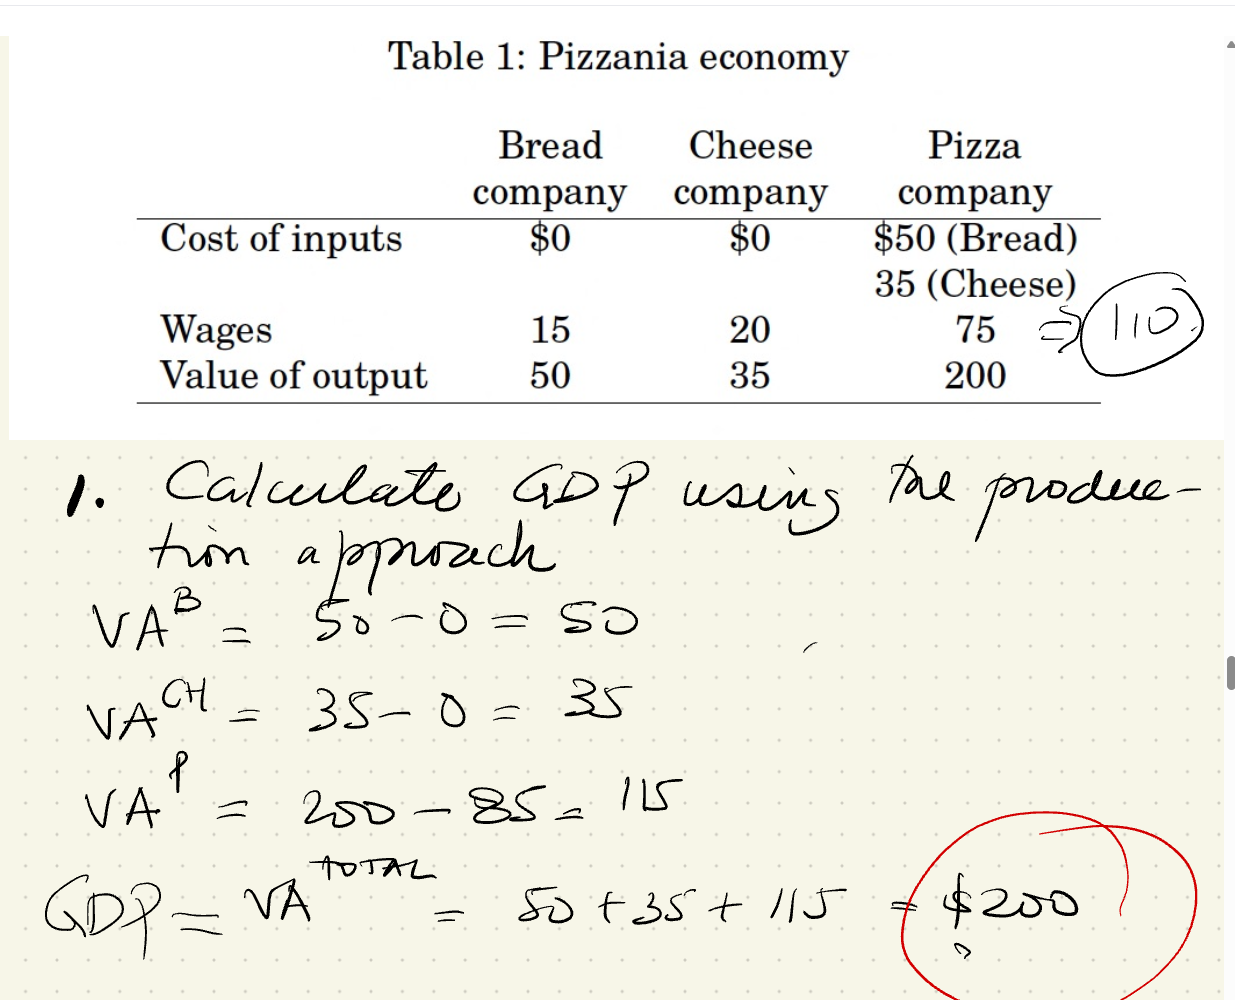 Table 1: Pizzania economy
Bread Cheese Pizza
company company company
Cost of inputs $0 $0 $50 (Bread)
35 (Cheese)
Wages 15 20 75 ⇒ 110
Value of output 50 35 200
1. Calculate GDP using the produc-
tion approach
VA^B = 50 - 0 = 50
VA^CH = 35 - 0 = 35
VA^P = 200 - 85 = 115
GDP = VA^TOTAL = 50 + 35 + 115 = $200